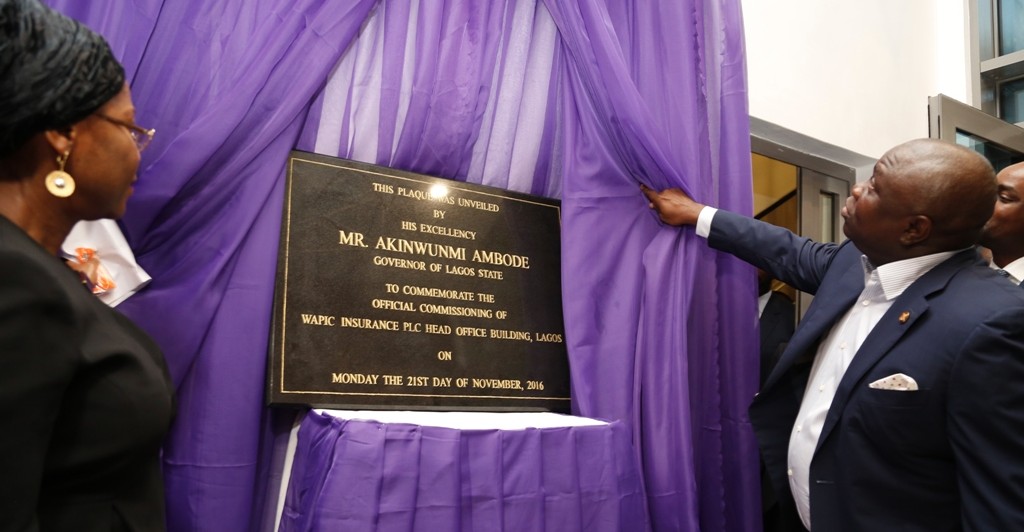 THIS PLAQUE WAS UNVEILED
BY
HIS EXCELLENCY
MR. AKINWUNMI AMBODE
GOVERNOR OF LAGOS STATE
TO COMMEMORATE THE
OFFICIAL COMMISSIONING OF
WAPIC INSURANCE PLC HEAD OFFICE BUILDING, LAGOS
ON
MONDAY THE 21ST DAY OF NOVEMBER, 2016